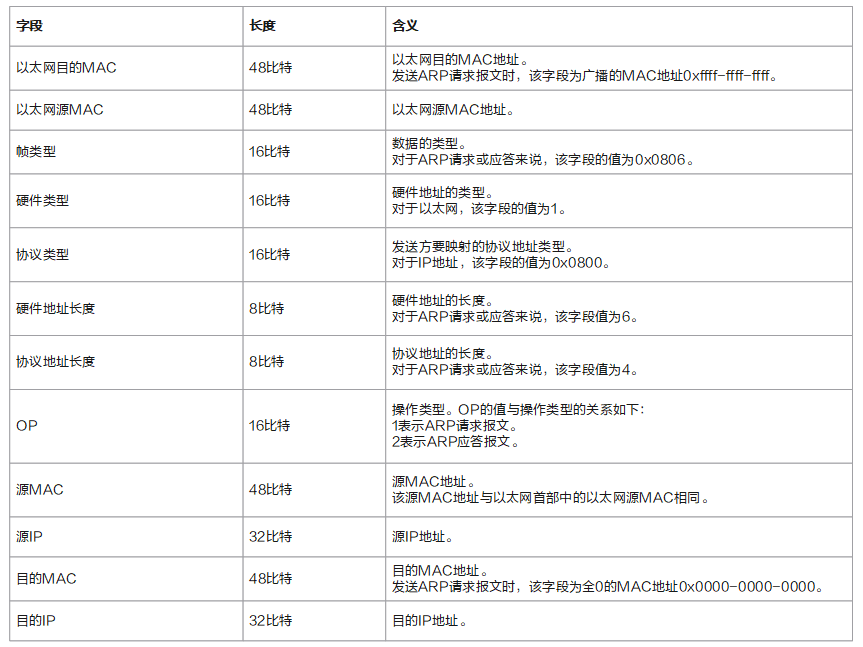 字段 长度 含义
以太网目的MAC 48比特 以太网目的MAC地址。
发送ARP请求报文时，该字段为广播的MAC地址0xffff-ffff-ffff。
以太网源MAC 48比特 以太网源MAC地址。
帧类型 16比特 数据的类型。
对于ARP请求或应答来说，该字段的值为0x0806。
硬件类型 16比特 硬件地址的类型。
对于以太网，该字段的值为1。
协议类型 16比特 发送方要映射的协议地址类型。
对于IP地址，该字段的值为0x0800。
硬件地址长度 8比特 硬件地址的长度。
对于ARP请求或应答来说，该字段值为6。
协议地址长度 8比特 协议地址的长度。
对于ARP请求或应答来说，该字段值为4。
OP 16比特 操作类型。OP的值与操作类型的关系如下：
1表示ARP请求报文。
2表示ARP应答报文。
源MAC 48比特 源MAC地址。
该源MAC地址与以太网首部中的以太网源MAC相同。
源IP 32比特 源IP地址。
目的MAC 48比特 目的MAC地址。
发送ARP请求报文时，该字段为全0的MAC地址0x0000-0000-0000。
目的IP 32比特 目的IP地址。